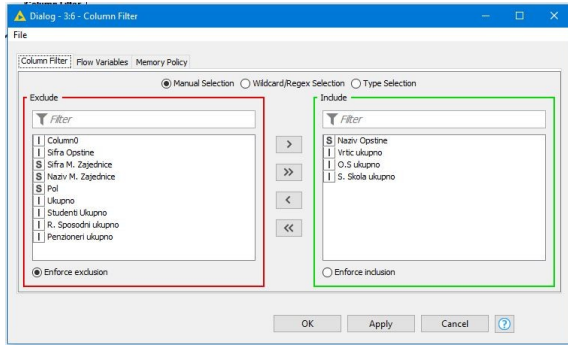 Dialog - 3:6 - Column Filter
File
Column Filter Flow Variables Memory Policy
Manual Selection Wildcard/Regex Selection Type Selection
Exclude
Filter
I Column0
I Sifra Opstine
S Sifra M. Zajednice
S Naziv M. Zajednice
S Pol
I Ukupno
I Studenti Ukupno
I R. Sposodni ukupno
I Penzioneri ukupno
Enforce exclusion
>
>>
<
<<
Include
Filter
S Naziv Opstine
I Vrtic ukupno
I O.S ukupno
I S. Skola ukupno
Enforce inclusion
OK Apply Cancel ?